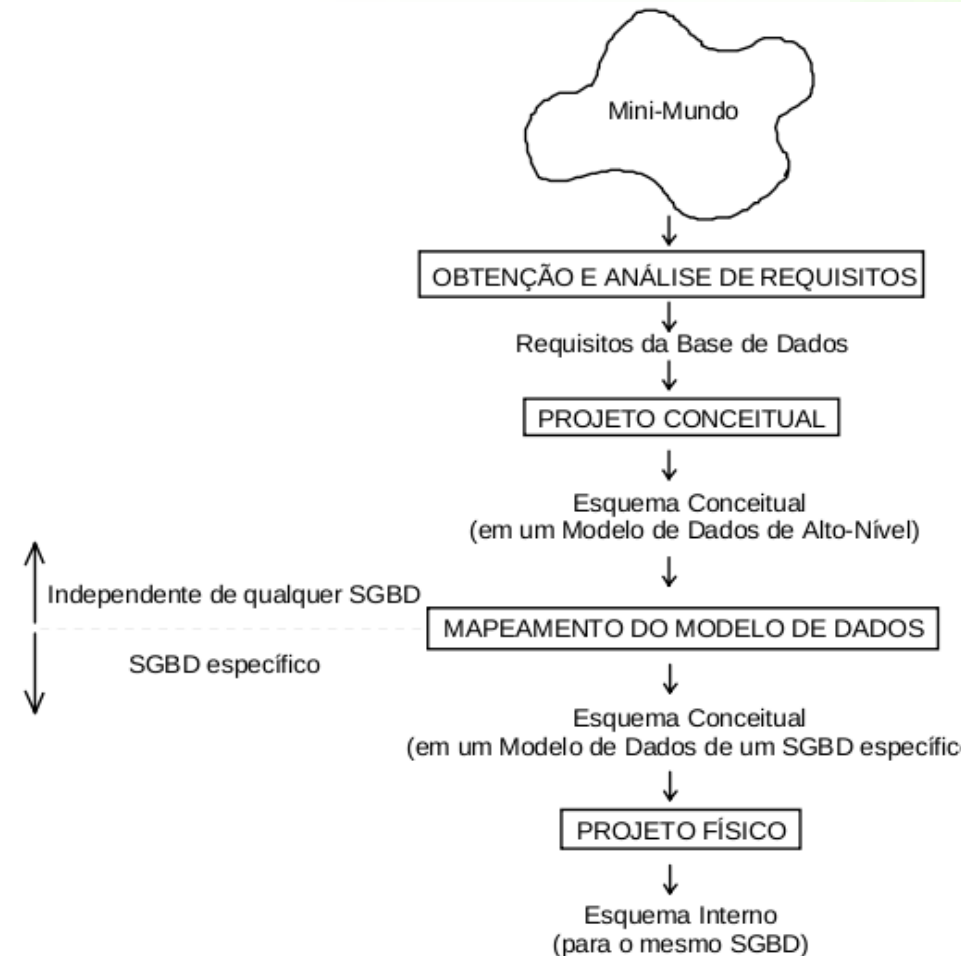 Mini-Mundo
OBTENÇÃO E ANÁLISE DE REQUISITOS
Requisitos da Base de Dados
PROJETO CONCEITUAL
Esquema Conceitual
(em um Modelo de Dados de Alto-Nível)
Independente de qualquer SGBD
MAPEAMENTO DO MODELO DE DADOS
SGBD específico
Esquema Conceitual
(em um Modelo de Dados de um SGBD específico
PROJETO FÍSICO
Esquema Interno
(para o mesmo SGBD)